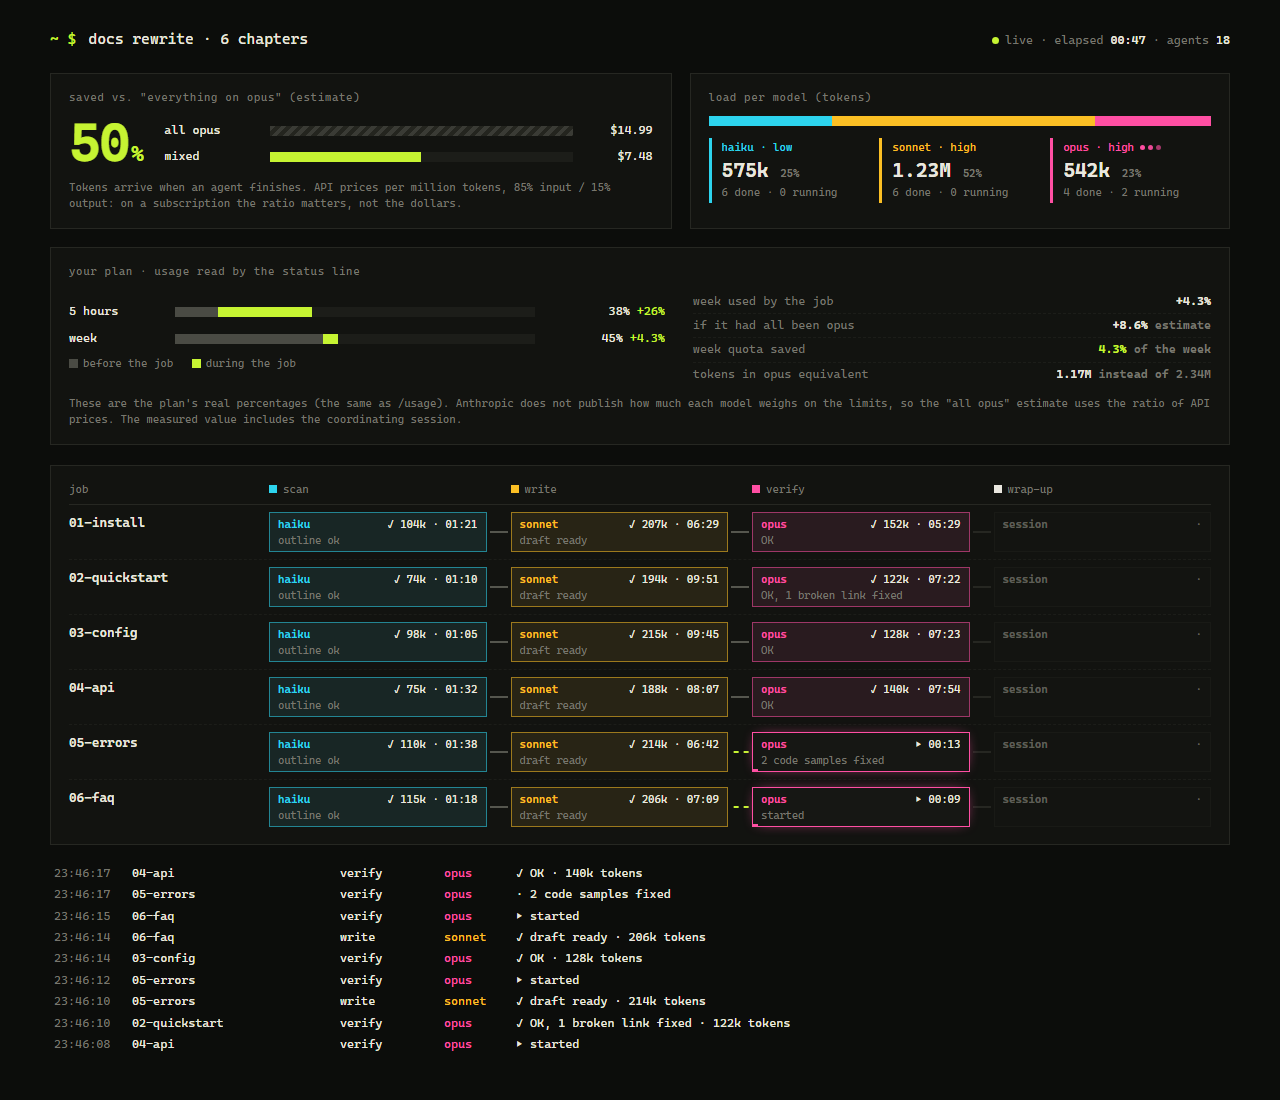 ~ $ docs rewrite · 6 chapters
live · elapsed 00:47 · agents 18
saved vs. "everything on opus" (estimate)
50%
all opus $14.99
mixed $7.48
Tokens arrive when an agent finishes. API prices per million tokens, 85% input / 15%
output: on a subscription the ratio matters, not the dollars.
load per model (tokens)
haiku · low
575k 25%
6 done · 0 running
sonnet · high
1.23M 52%
6 done · 0 running
opus · high
542k 23%
4 done · 2 running
your plan · usage read by the status line
5 hours 38% +26%
week 45% +4.3%
before the job during the job
week used by the job +4.3%
if it had all been opus +8.6% estimate
week quota saved 4.3% of the week
tokens in opus equivalent 1.17M instead of 2.34M
These are the plan's real percentages (the same as /usage). Anthropic does not publish how much each model weighs on the limits, so the "all opus" estimate uses the ratio of API
prices. The measured value includes the coordinating session.
job scan write verify wrap-up
01-install
haiku ✓ 104k · 01:21
outline ok
sonnet ✓ 207k · 06:29
draft ready
opus ✓ 152k · 05:29
OK
session ·
02-quickstart
haiku ✓ 74k · 01:10
outline ok
sonnet ✓ 194k · 09:51
draft ready
opus ✓ 122k · 07:22
OK, 1 broken link fixed
session ·
03-config
haiku ✓ 98k · 01:05
outline ok
sonnet ✓ 215k · 09:45
draft ready
opus ✓ 128k · 07:23
OK
session ·
04-api
haiku ✓ 75k · 01:32
outline ok
sonnet ✓ 188k · 08:07
draft ready
opus ✓ 140k · 07:54
OK
session ·
05-errors
haiku ✓ 110k · 01:38
outline ok
sonnet ✓ 214k · 06:42
draft ready
opus ▸ 00:13
2 code samples fixed
session ·
06-faq
haiku ✓ 115k · 01:18
outline ok
sonnet ✓ 206k · 07:09
draft ready
opus ▸ 00:09
started
session ·
23:46:17 04-api verify opus ✓ OK · 140k tokens
23:46:17 05-errors verify opus · 2 code samples fixed
23:46:15 06-faq verify opus ▸ started
23:46:14 06-faq write sonnet ✓ draft ready · 206k tokens
23:46:14 03-config verify opus ✓ OK · 128k tokens
23:46:12 05-errors verify opus ▸ started
23:46:10 05-errors write sonnet ✓ draft ready · 214k tokens
23:46:10 02-quickstart verify opus ✓ OK, 1 broken link fixed · 122k tokens
23:46:08 04-api verify opus ▸ started